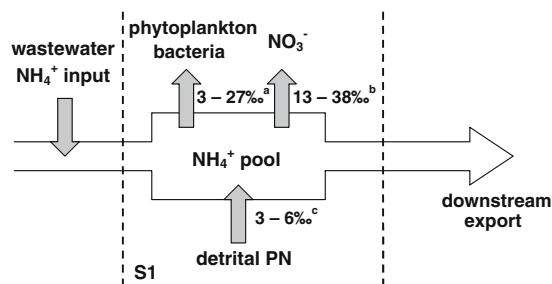 wastewater
NH₄⁺ input
phytoplankton
bacteria
NO₃⁻
3 – 27‰ᵃ
13 – 38‰ᵇ
NH₄⁺ pool
3 – 6‰ᶜ
detrital PN
S1
downstream
export